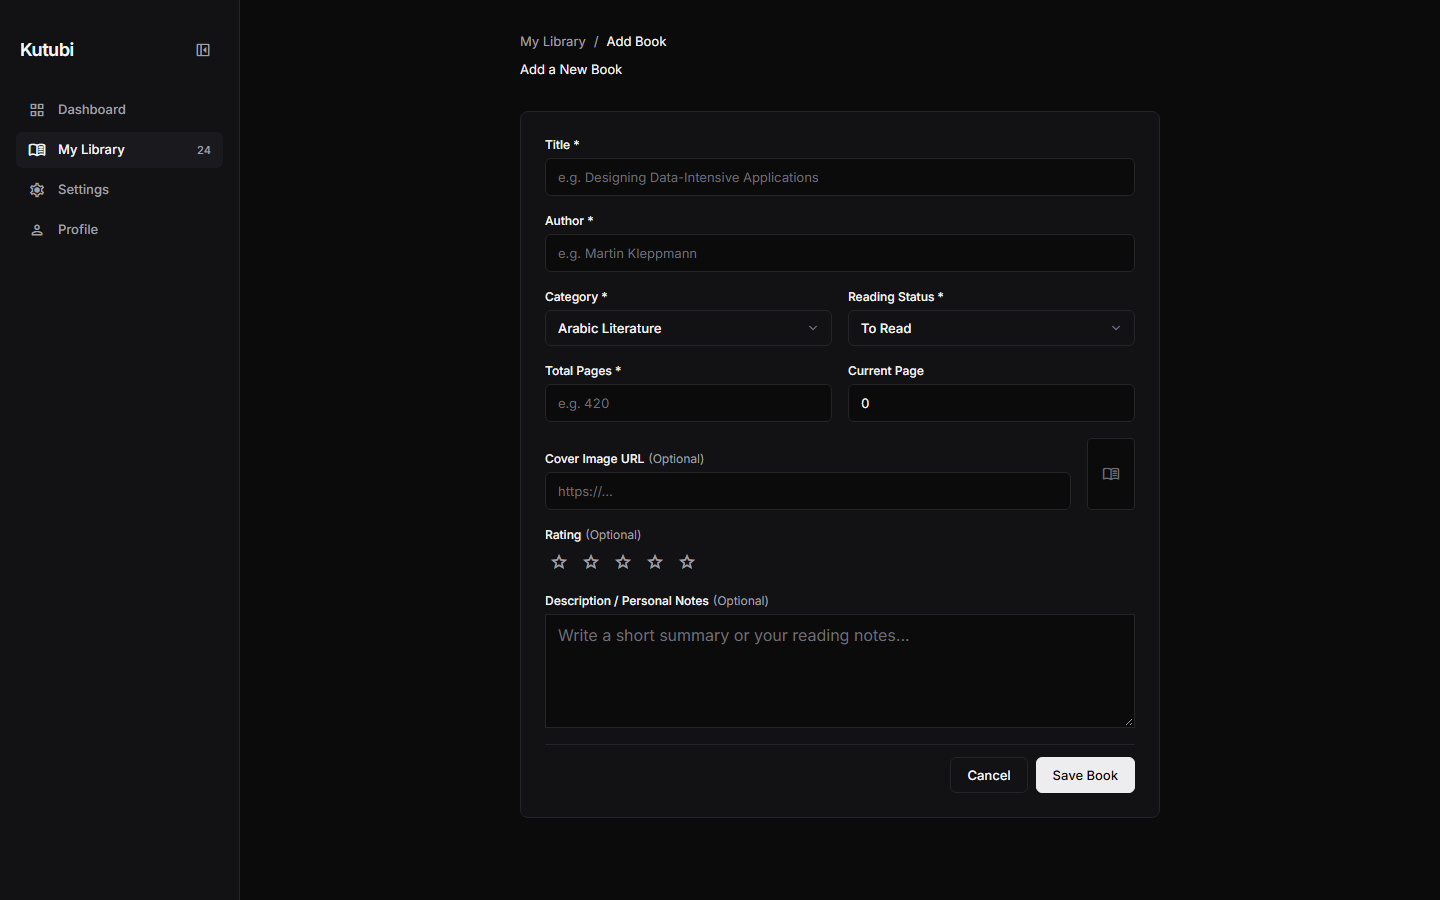 Kutubi
Dashboard
My Library 24
Settings
Profile
My Library / Add Book
Add a New Book
Title *
e.g. Designing Data-Intensive Applications
Author *
e.g. Martin Kleppmann
Category * Reading Status *
Arabic Literature To Read
Total Pages * Current Page
e.g. 420 0
Cover Image URL (Optional)
https://...
Rating (Optional)
Description / Personal Notes (Optional)
Write a short summary or your reading notes...
Cancel Save Book